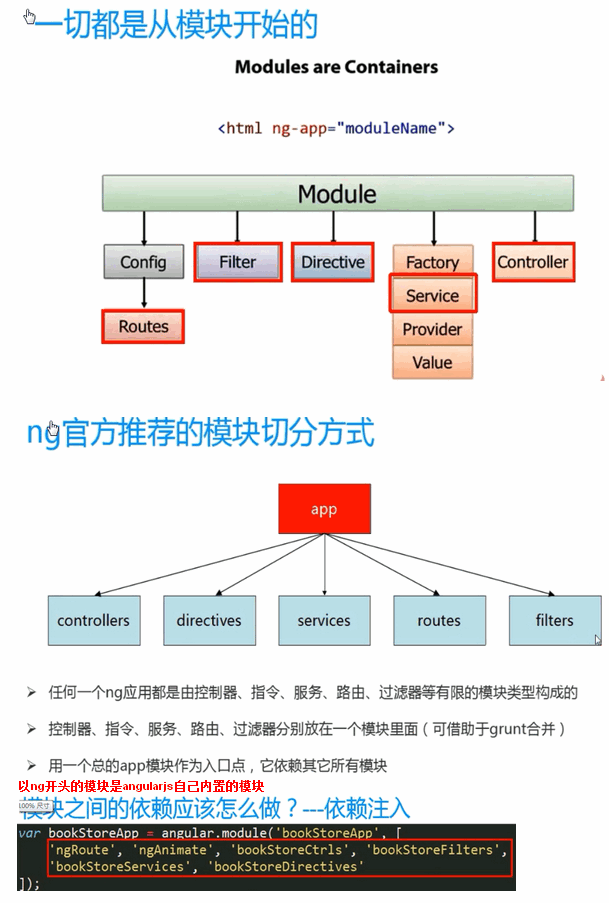 一切都是从模块开始的
Modules are Containers
<html ng-app="moduleName">
Module
Config
Filter
Directive
Factory
Controller
Service
Routes
Provider
Value
ng官方推荐的模块切分方式
app
controllers
directives
services
routes
filters
任何一个ng应用都是由控制器、指令、服务、路由、过滤器等有限的模块类型构成的
控制器、指令、服务、路由、过滤器分别放在一个模块里面（可借助于grunt合并）
用一个总的app模块作为入口点，它依赖其它所有模块
以ng开头的模块是angularjs自己内置的模块
100% 尺寸
模块之间的依赖应该怎么做？---依赖注入
var bookStoreApp = angular.module('bookStoreApp', [
'ngRoute', 'ngAnimate', 'bookStoreCtrls', 'bookStoreFilters',
'bookStoreServices', 'bookStoreDirectives'
]);